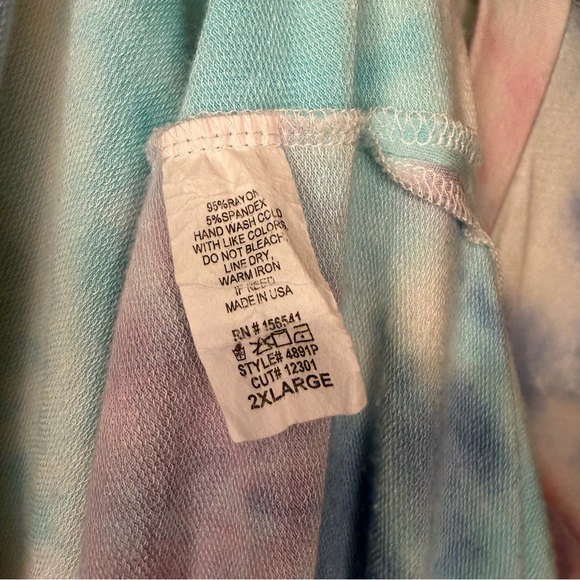 95%RAYON
5%SPANDEX
HAND WASH COLD
WITH LIKE COLORS,
DO NOT BLEACH,
LINE DRY,
WARM IRON
IF NEED
MADE IN USA
RN # 156541
STYLE# 4891P
CUT# 12301
2XLARGE